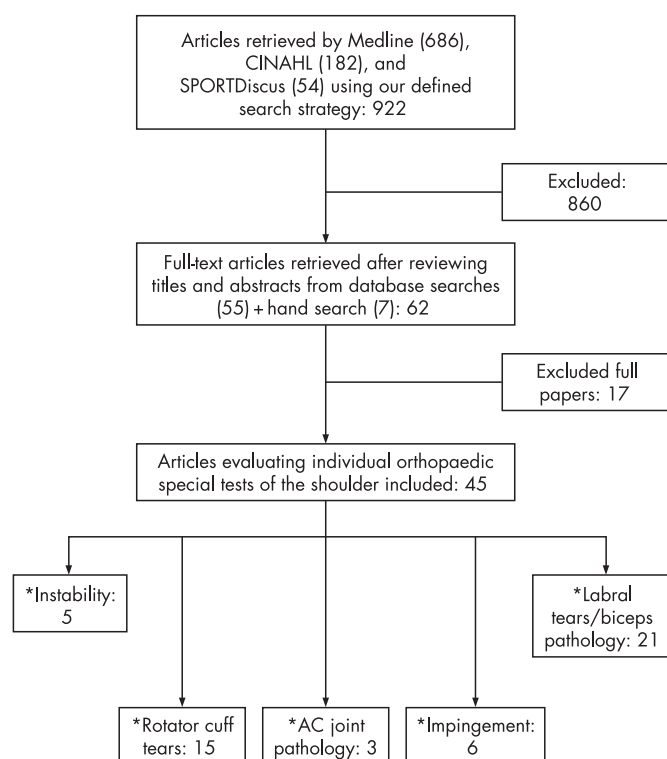 Articles retrieved by Medline (686),
CINAHL (182), and
SPORTDiscus (54) using our defined
search strategy: 922
Excluded:
860
Full-text articles retrieved after reviewing
titles and abstracts from database searches
(55) + hand search (7): 62
Excluded full
papers: 17
Articles evaluating individual orthopaedic
special tests of the shoulder included: 45
*Instability:
5
*Labral
tears/biceps
pathology: 21
*Rotator cuff
tears: 15
*AC joint
pathology: 3
*Impingement:
6